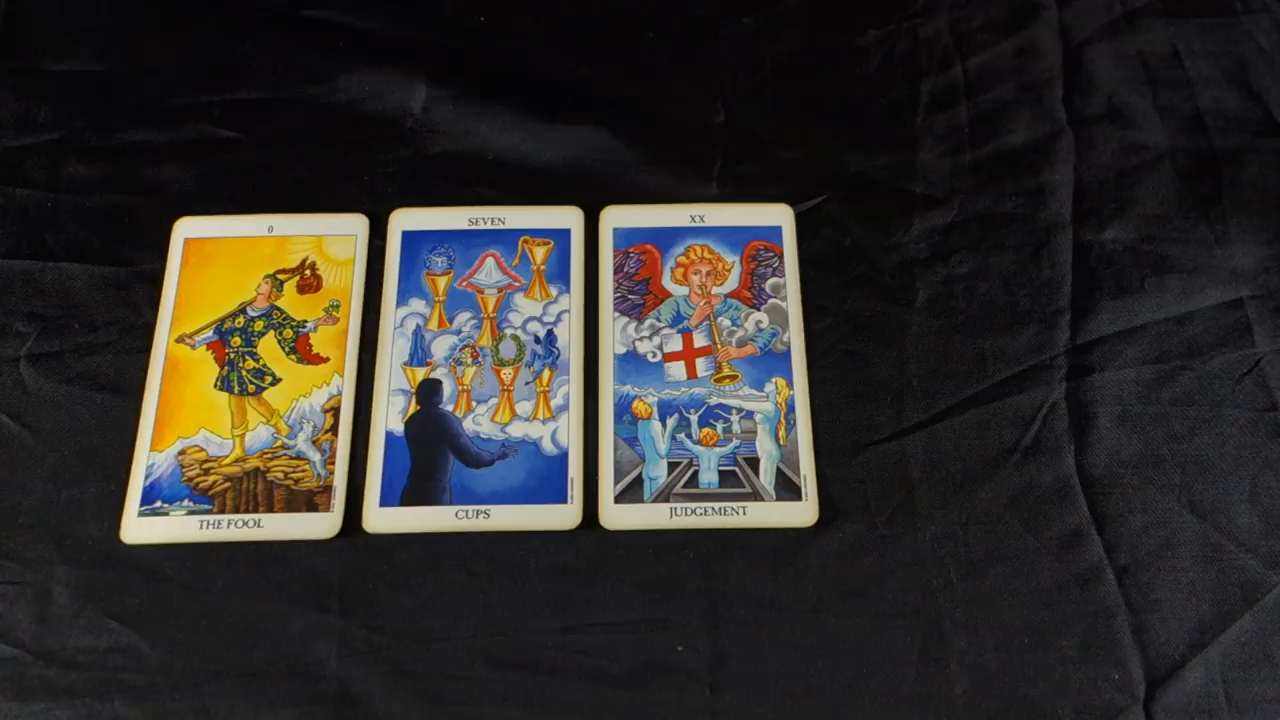 0
THE FOOL
SEVEN
CUPS
XX
JUDGEMENT